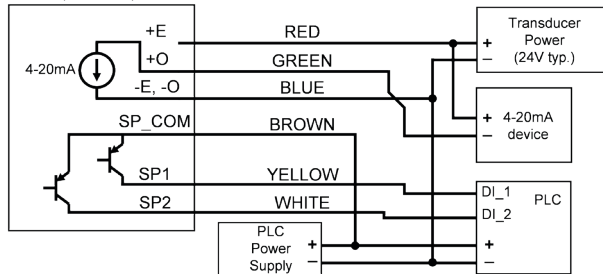 +E
RED
Transducer
Power
(24V typ.)
+
−
4-20mA
+O
GREEN
-E, -O
BLUE
+
−
4-20mA
device
SP_COM
BROWN
SP1
YELLOW
DI_1
PLC
SP2
WHITE
DI_2
PLC
Power
Supply
+
−
+
−